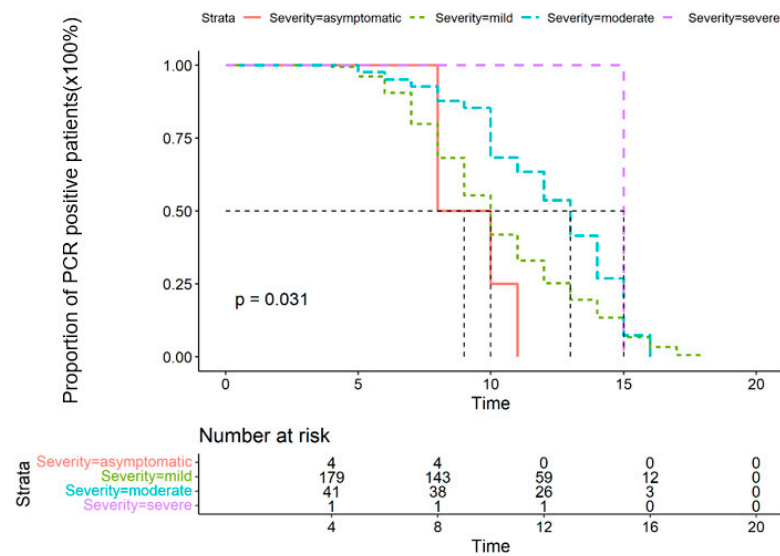 Strata Severity=asymptomatic Severity=mild Severity=moderate Severity=severe
Proportion of PCR positive patients(x100%)
1.00
0.75
0.50
0.25
0.00
p = 0.031
0 5 10 15 20
Time
Number at risk
Strata
Severity=asymptomatic 4 4 0 0 0
Severity=mild 179 143 59 12 0
Severity=moderate 41 38 26 3 0
Severity=severe 1 1 1 0 0
4 8 12 16 20
Time